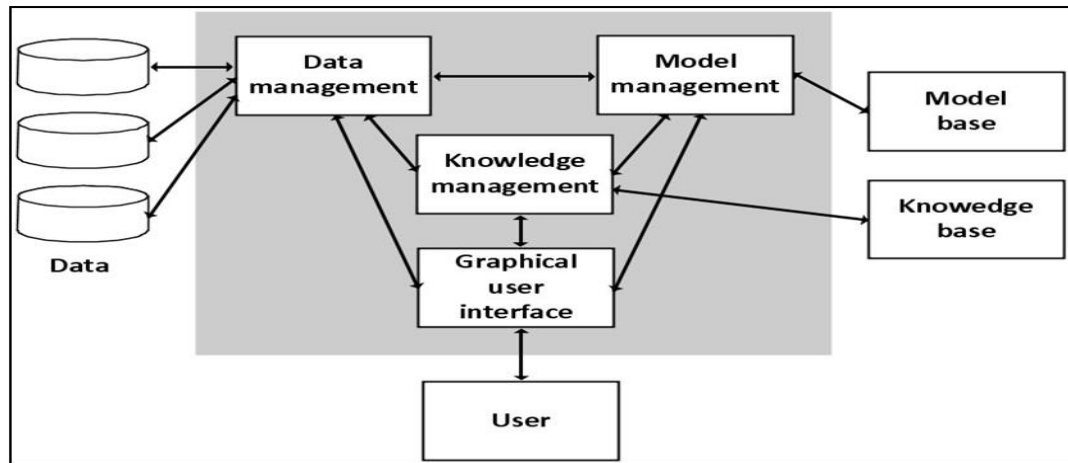 Data
management
Model
management
Model
base
Knowledge
management
Knowedge
base
Data
Graphical
user
interface
User